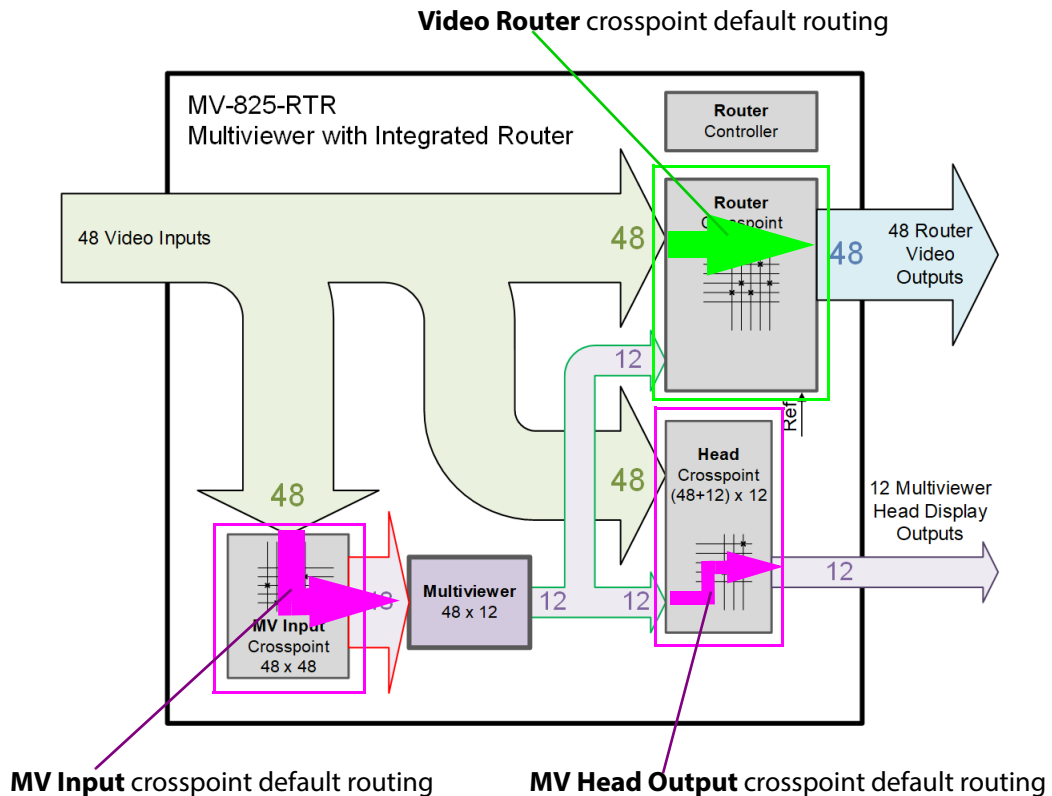 Video Router crosspoint default routing
MV-825-RTR
Multiviewer with Integrated Router
Router
Controller
48 Video Inputs
48
Router
48
48 Router
Video
Outputs
12
Ref
48
48
Head
Crosspoint
(48+12) x 12
12 Multiviewer
Head Display
Outputs
12
MV Input
Crosspoint
48 x 48
Multiviewer
48 x 12
12
12
MV Input crosspoint default routing
MV Head Output crosspoint default routing